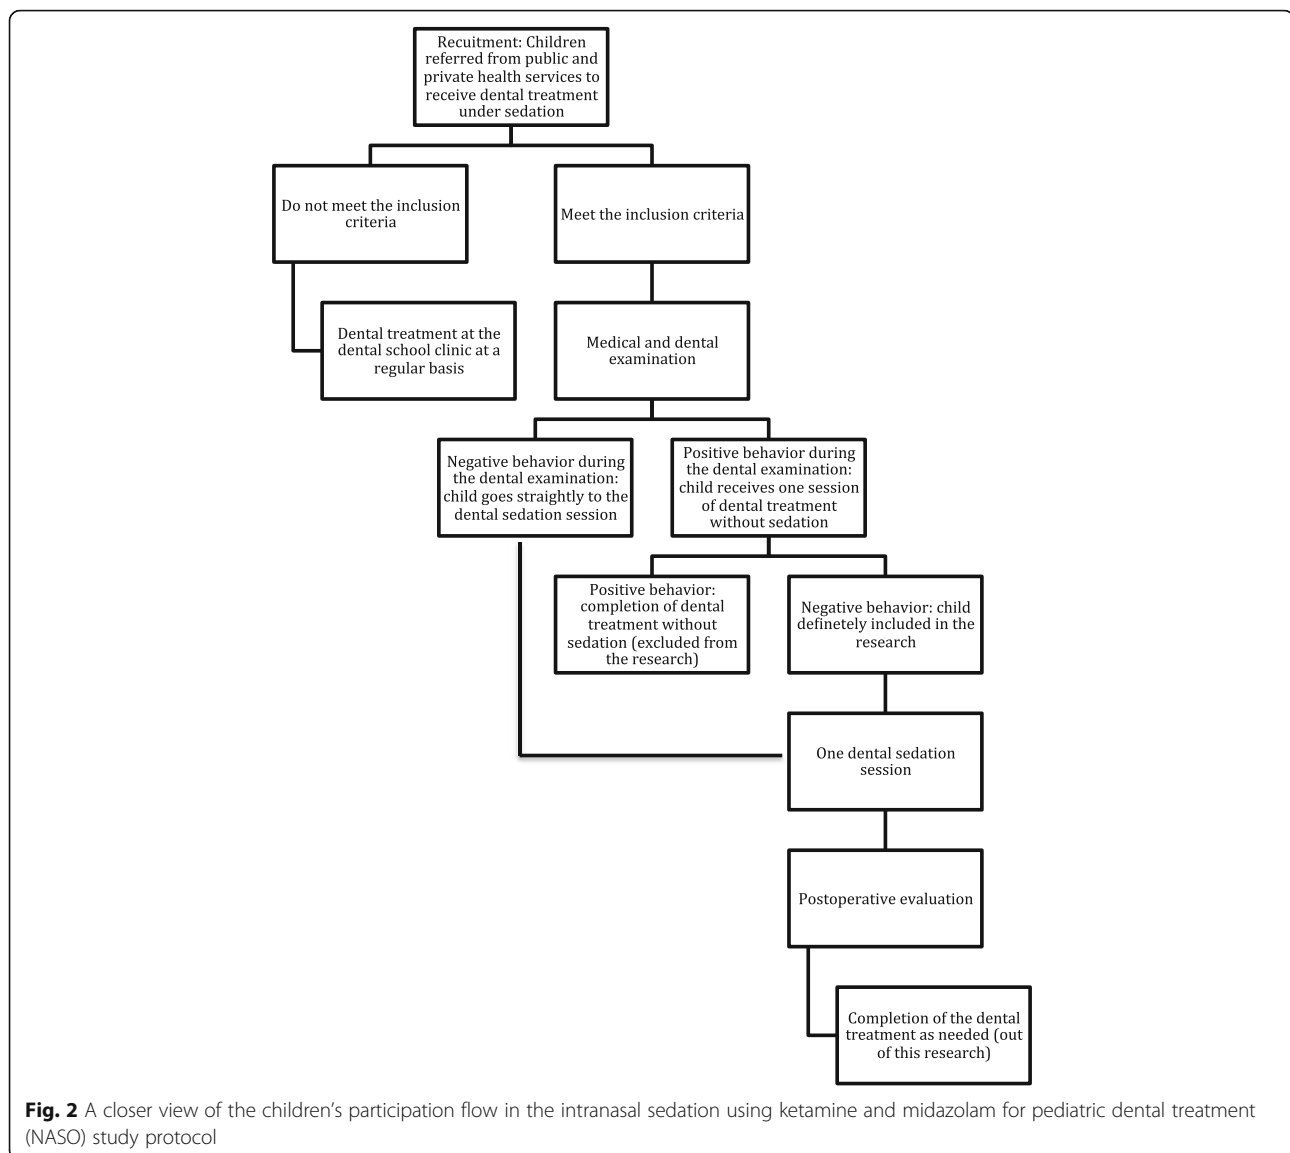 Recuitment: Children
referred from public and
private health services to
receive dental treatment
under sedation
Do not meet the inclusion
criteria
Meet the inclusion criteria
Dental treatment at the
dental school clinic at a
regular basis
Medical and dental
examination
Negative behavior during
the dental examination:
child goes straightly to the
dental sedation session
Positive behavior during
the dental examination:
child receives one session
of dental treatment
without sedation
Positive behavior:
completion of dental
treatment without
sedation (excluded from
the research)
Negative behavior: child
definetely included in the
research
One dental sedation
session
Postoperative evaluation
Completion of the dental
treatment as needed (out
of this research)
Fig. 2 A closer view of the children's participation flow in the intranasal sedation using ketamine and midazolam for pediatric dental treatment
(NASO) study protocol